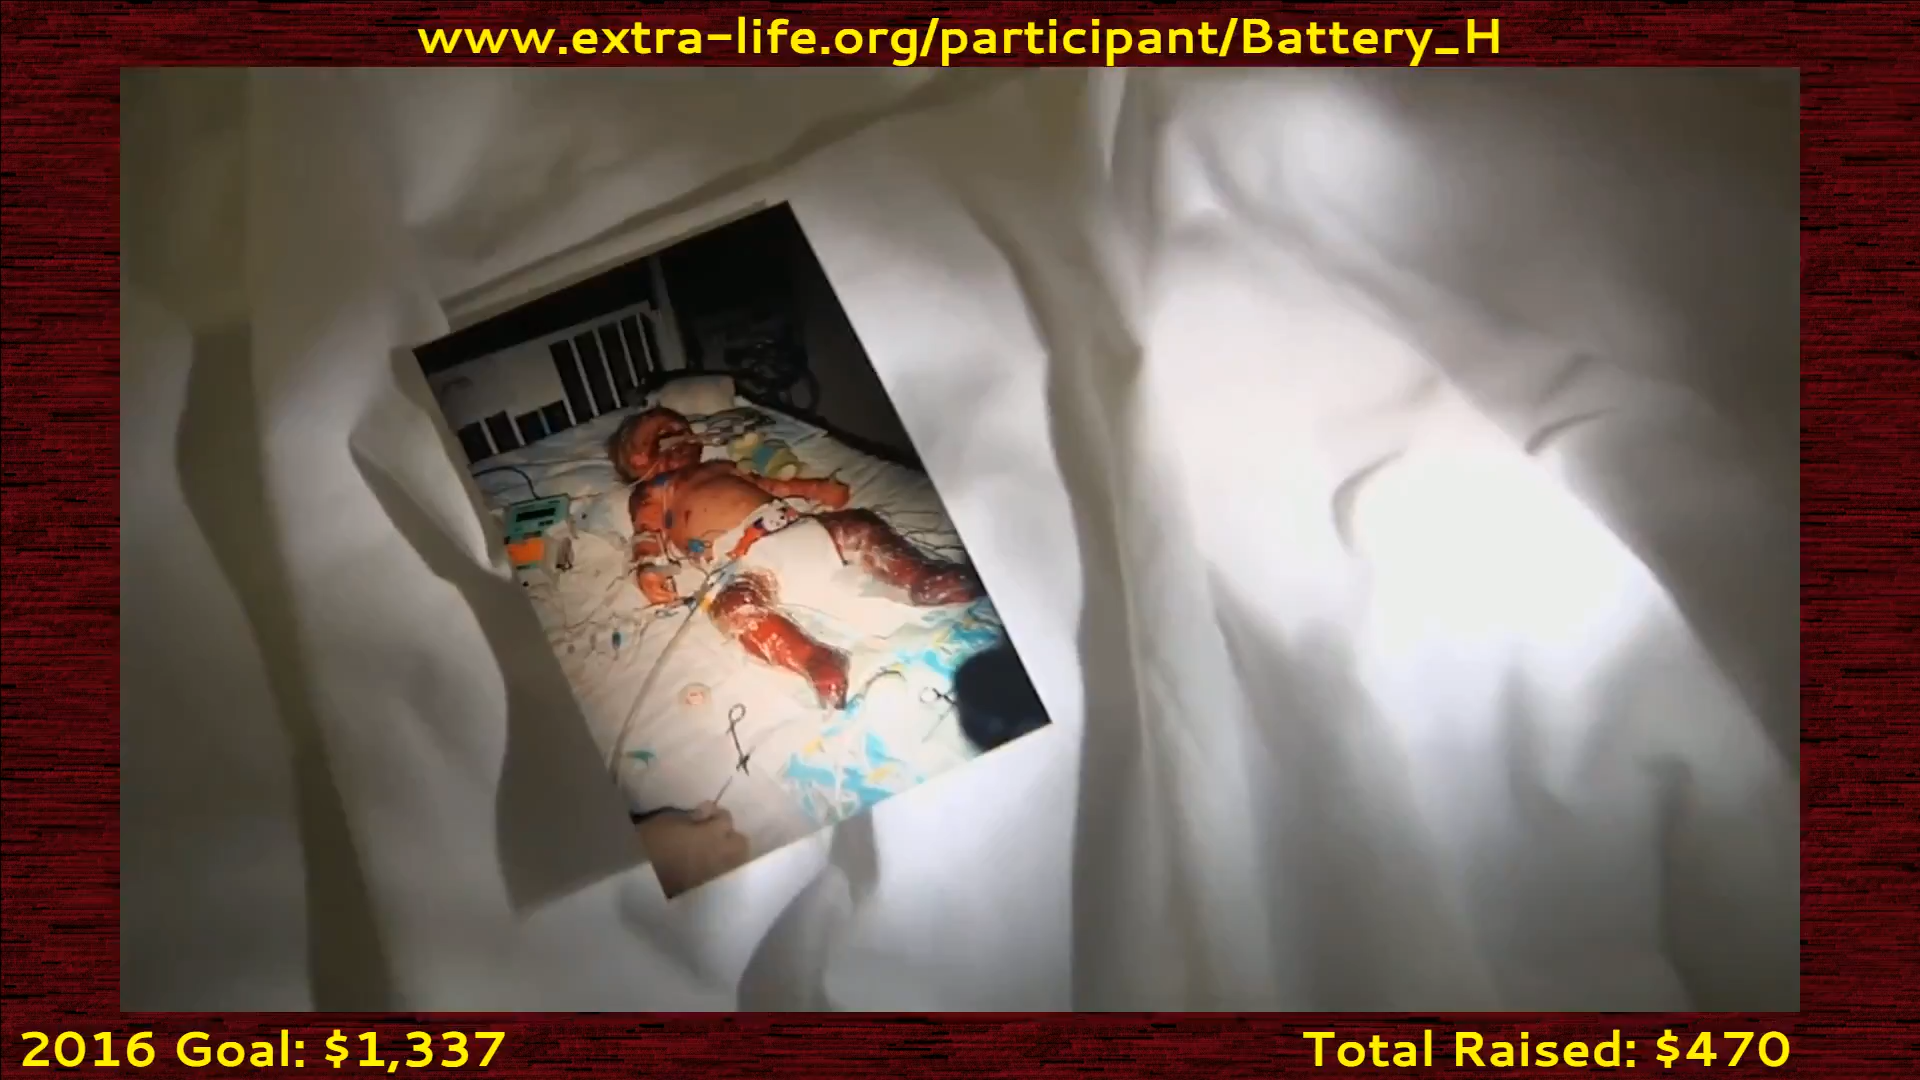 www.extra-life.org/participant/Battery_H
2016 Goal: $1,337
Total Raised: $470